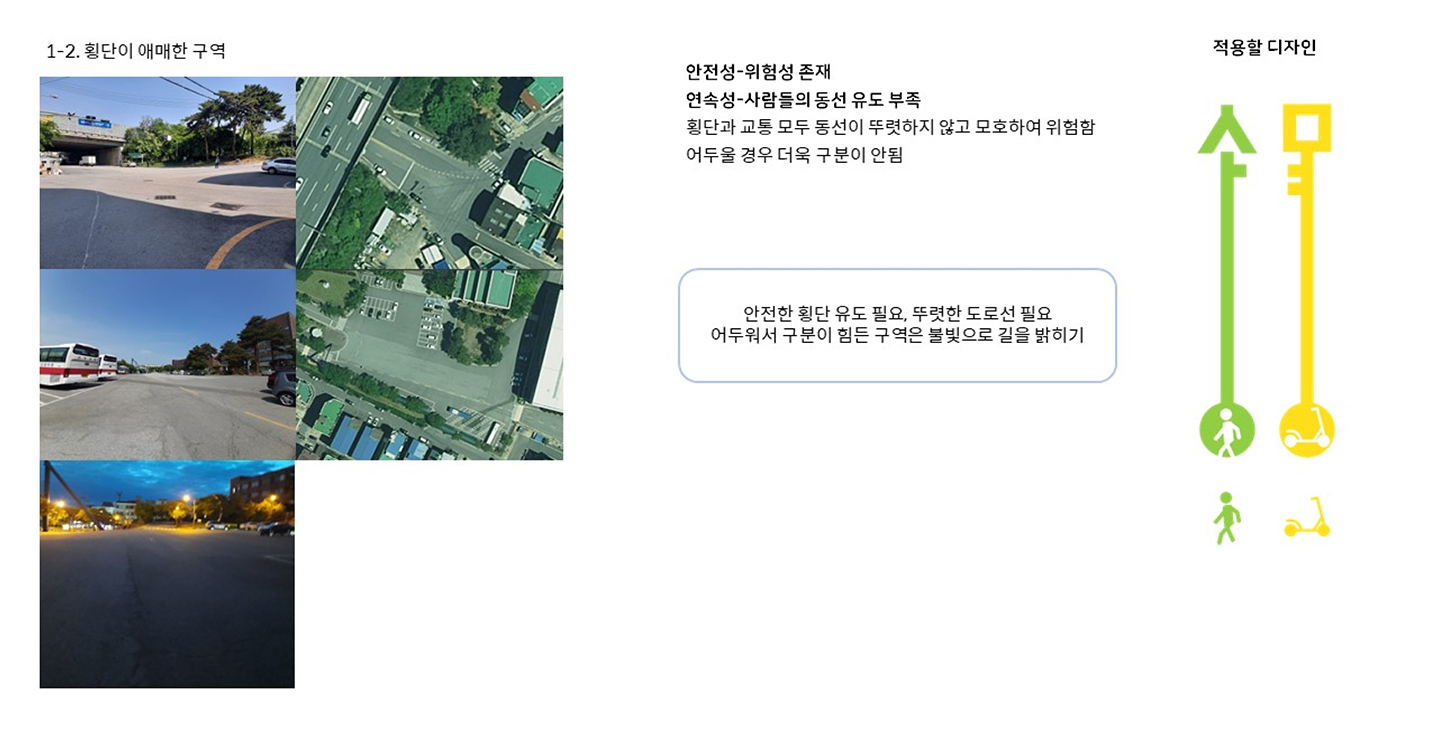 1-2. 횡단이 애매한 구역
안전성-위험성 존재
연속성-사람들의 동선 유도 부족
횡단과 교통 모두 동선이 뚜렷하지 않고 모호하여 위험함
어두울 경우 더욱 구분이 안됨
안전한 횡단 유도 필요, 뚜렷한 도로선 필요
어두워서 구분이 힘든 구역은 불빛으로 길을 밝히기
적용할 디자인